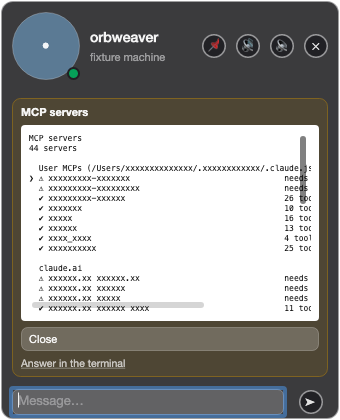 orbweaver
fixture machine
MCP servers
MCP servers
44 servers
User MCPs (/Users/xxxxxxxxxxxxxx/.xxxxxxxxxxxx/.claude.js
❯ ⚠ xxxxxxxxx-xxxxxxx needs
⚠ xxxxxxxxx-xxxxxxxxx needs
✔ xxxxxxxxx-xxxxxx 26 too
✔ xxxxxxx 10 too
✔ xxxxx 16 too
✔ xxxxxx 13 too
✔ xxxx_xxxx 4 tool
✔ xxxxxxxxxx 25 too
claude.ai
⚠ xxxxxx.xx xxxxxx.xx needs
⚠ xxxxxx.xx xxxxxx needs
⚠ xxxxxx.xx xxxxx needs
✔ xxxxxx.xx xxxxxx xxxx 11 too
Close
Answer in the terminal
Message…